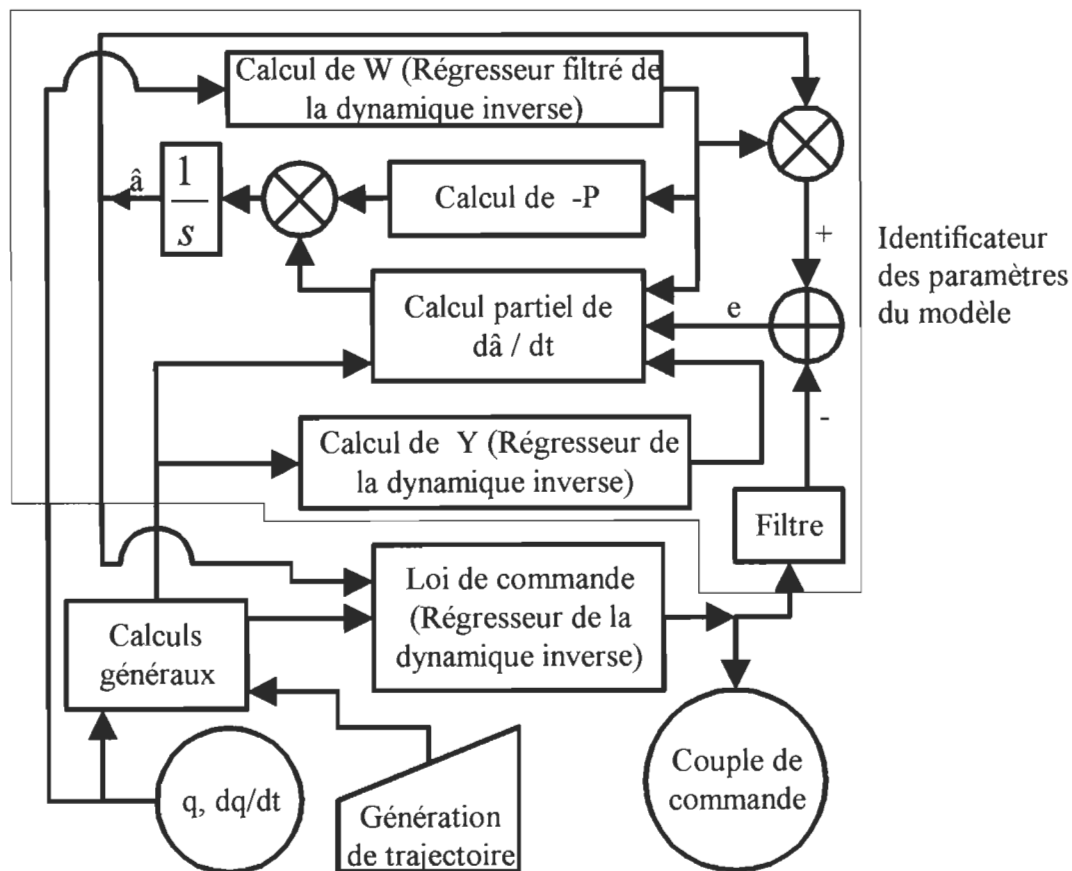 Calcul de W (Régresseur filtré de
la dynamique inverse)
â
1
s
Calcul de -P
+
Identificateur
des paramètres
du modèle
Calcul partiel de
dâ / dt
e
-
Calcul de Y (Régresseur de
la dynamique inverse)
Filtre
Loi de commande
(Régresseur de la
dynamique inverse)
Calculs
généraux
q, dq/dt
Génération
de trajectoire
Couple de
commande